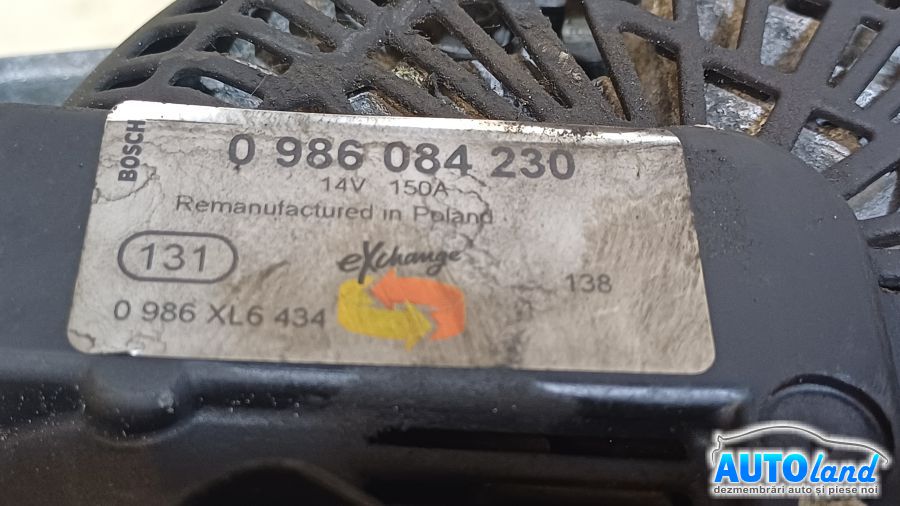 BOSCH
0 986 084 230
14V 150A
Remanufactured in Poland
131
eXchange
138
0 986 XL6 434
AUTOland
dezmembrări auto și piese noi